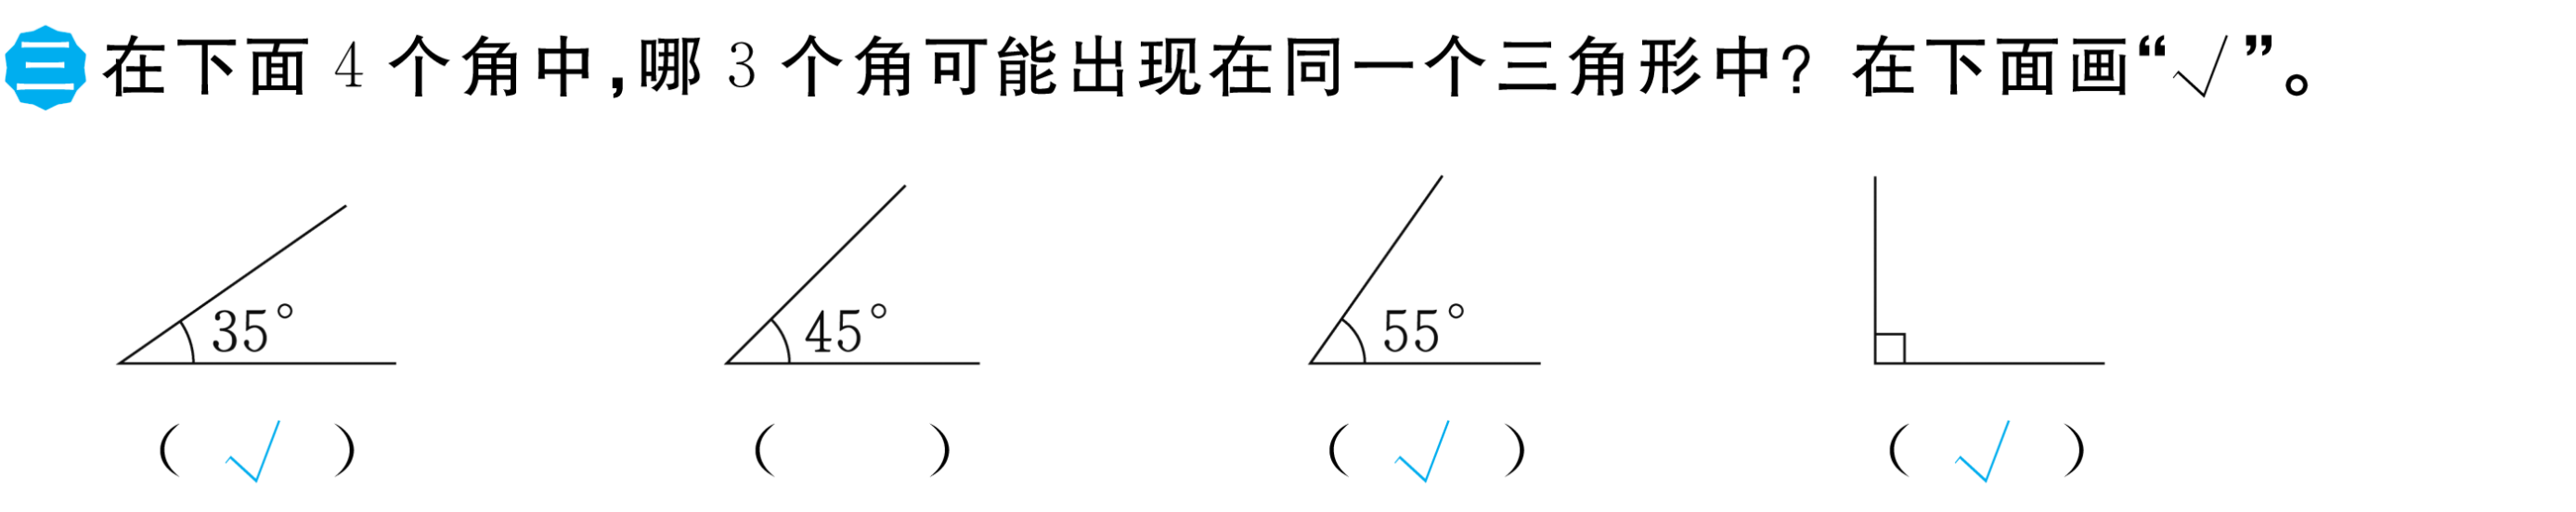 三 在下面 4 个角中,哪 3 个角可能出现在同一个三角形中? 在下面画“√”。
35° 45° 55°
( √ ) ( ) ( √ ) ( √ )